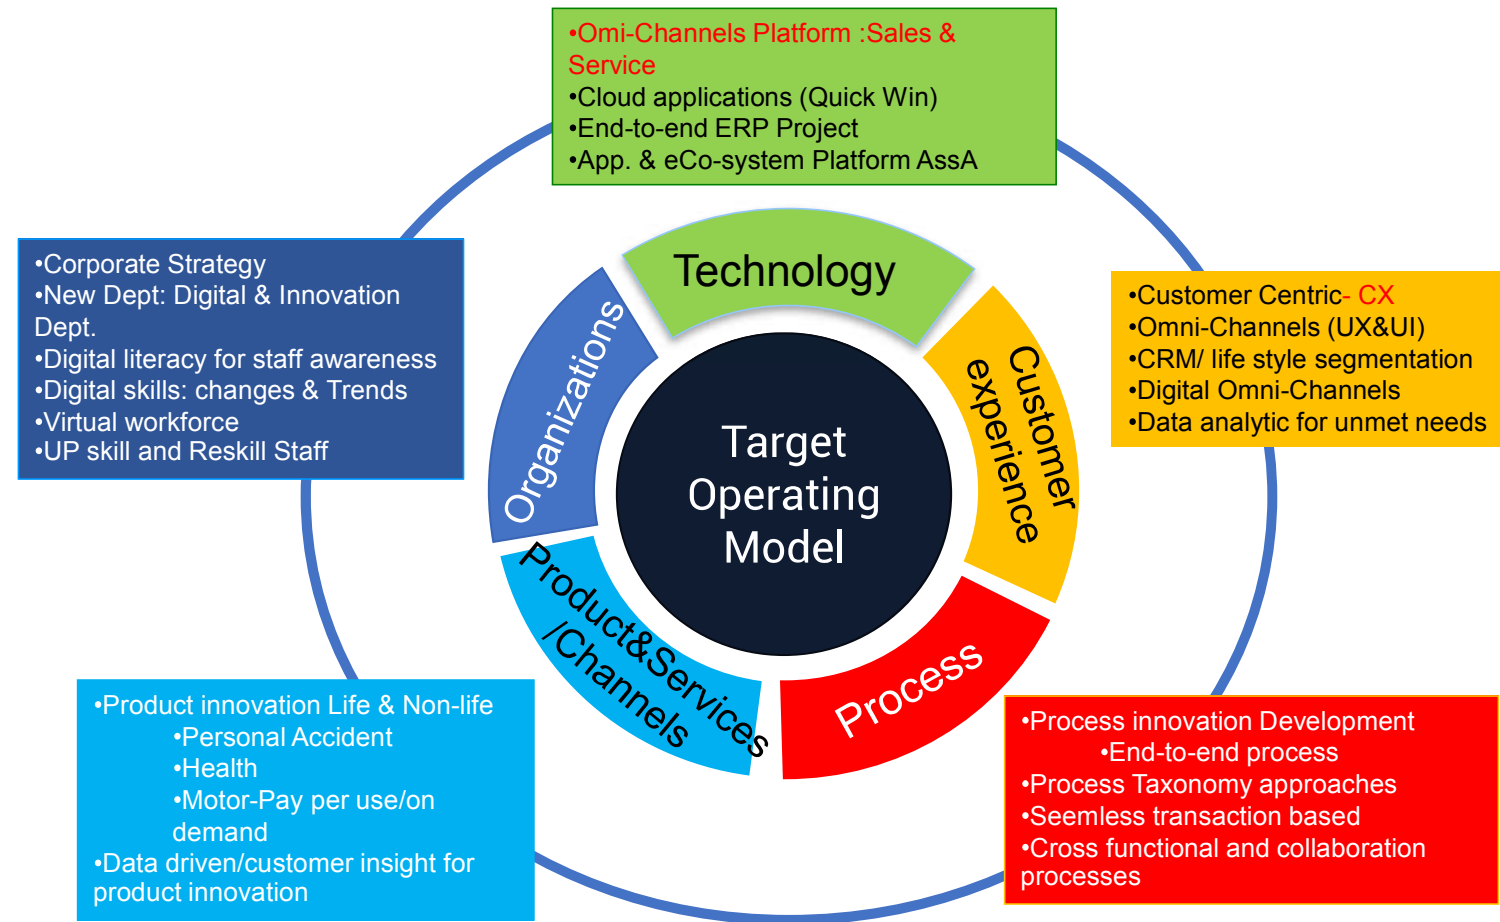 •Omi-Channels Platform :Sales &
Service
•Cloud applications (Quick Win)
•End-to-end ERP Project
•App. & eCo-system Platform AssA
•Corporate Strategy
•New Dept: Digital & Innovation
Dept.
•Digital literacy for staff awareness
•Digital skills: changes & Trends
•Virtual workforce
•UP skill and Reskill Staff
Technology
Organizations
Customer
experience
Target
Operating
Model
Product&Services
/Channels
Process
•Customer Centric- CX
•Omni-Channels (UX&UI)
•CRM/ life style segmentation
•Digital Omni-Channels
•Data analytic for unmet needs
•Product innovation Life & Non-life
•Personal Accident
•Health
•Motor-Pay per use/on
demand
•Data driven/customer insight for
product innovation
•Process innovation Development
•End-to-end process
•Process Taxonomy approaches
•Seemless transaction based
•Cross functional and collaboration
processes